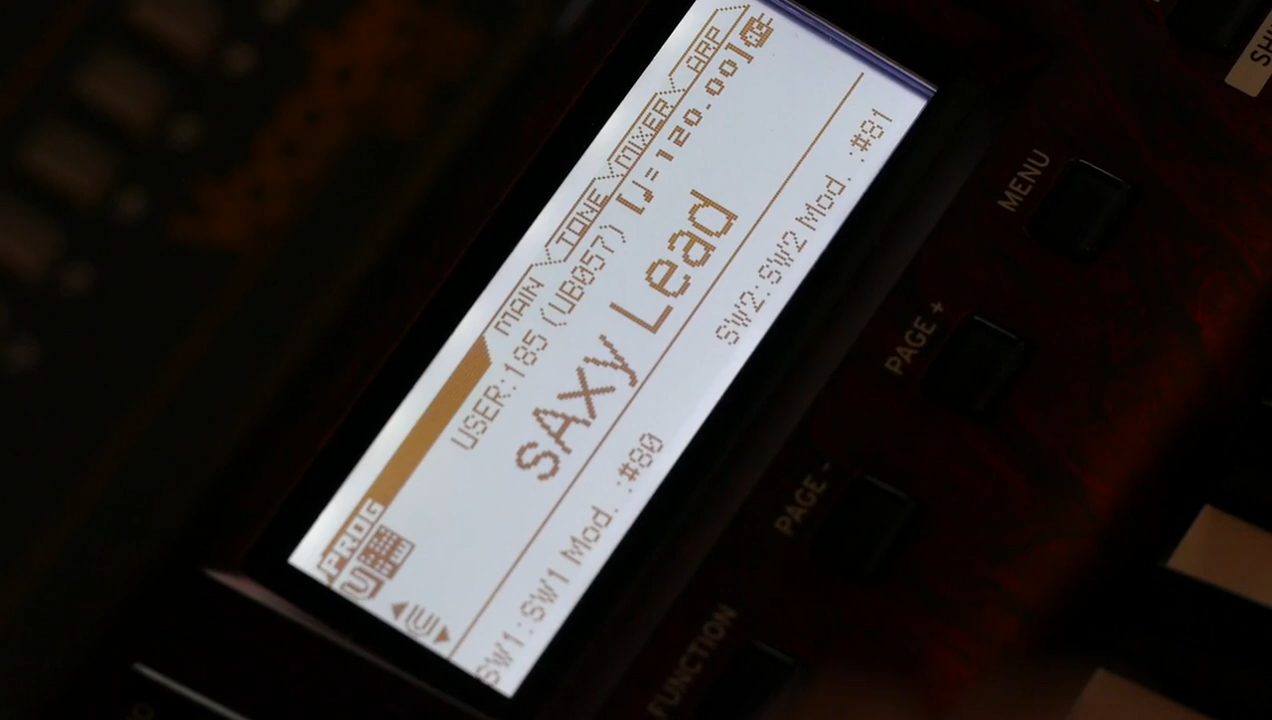 PROG MAIN TONE MIXER ARP
U USER:185 (UB057) [♩=120.00]
U sAxy Lead
SW1:SW1 Mod. :#80 SW2:SW2 Mod. :#81
MENU
PAGE +
PAGE -
FUNCTION